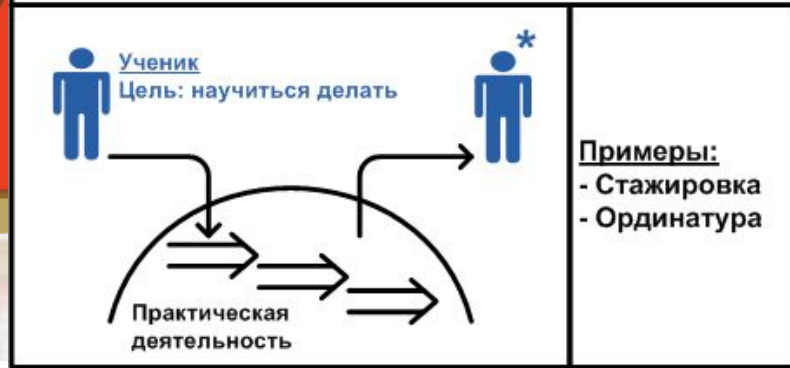 Ученик
Цель: научиться делать
*
Практическая
деятельность
Примеры:
- Стажировка
- Ординатура